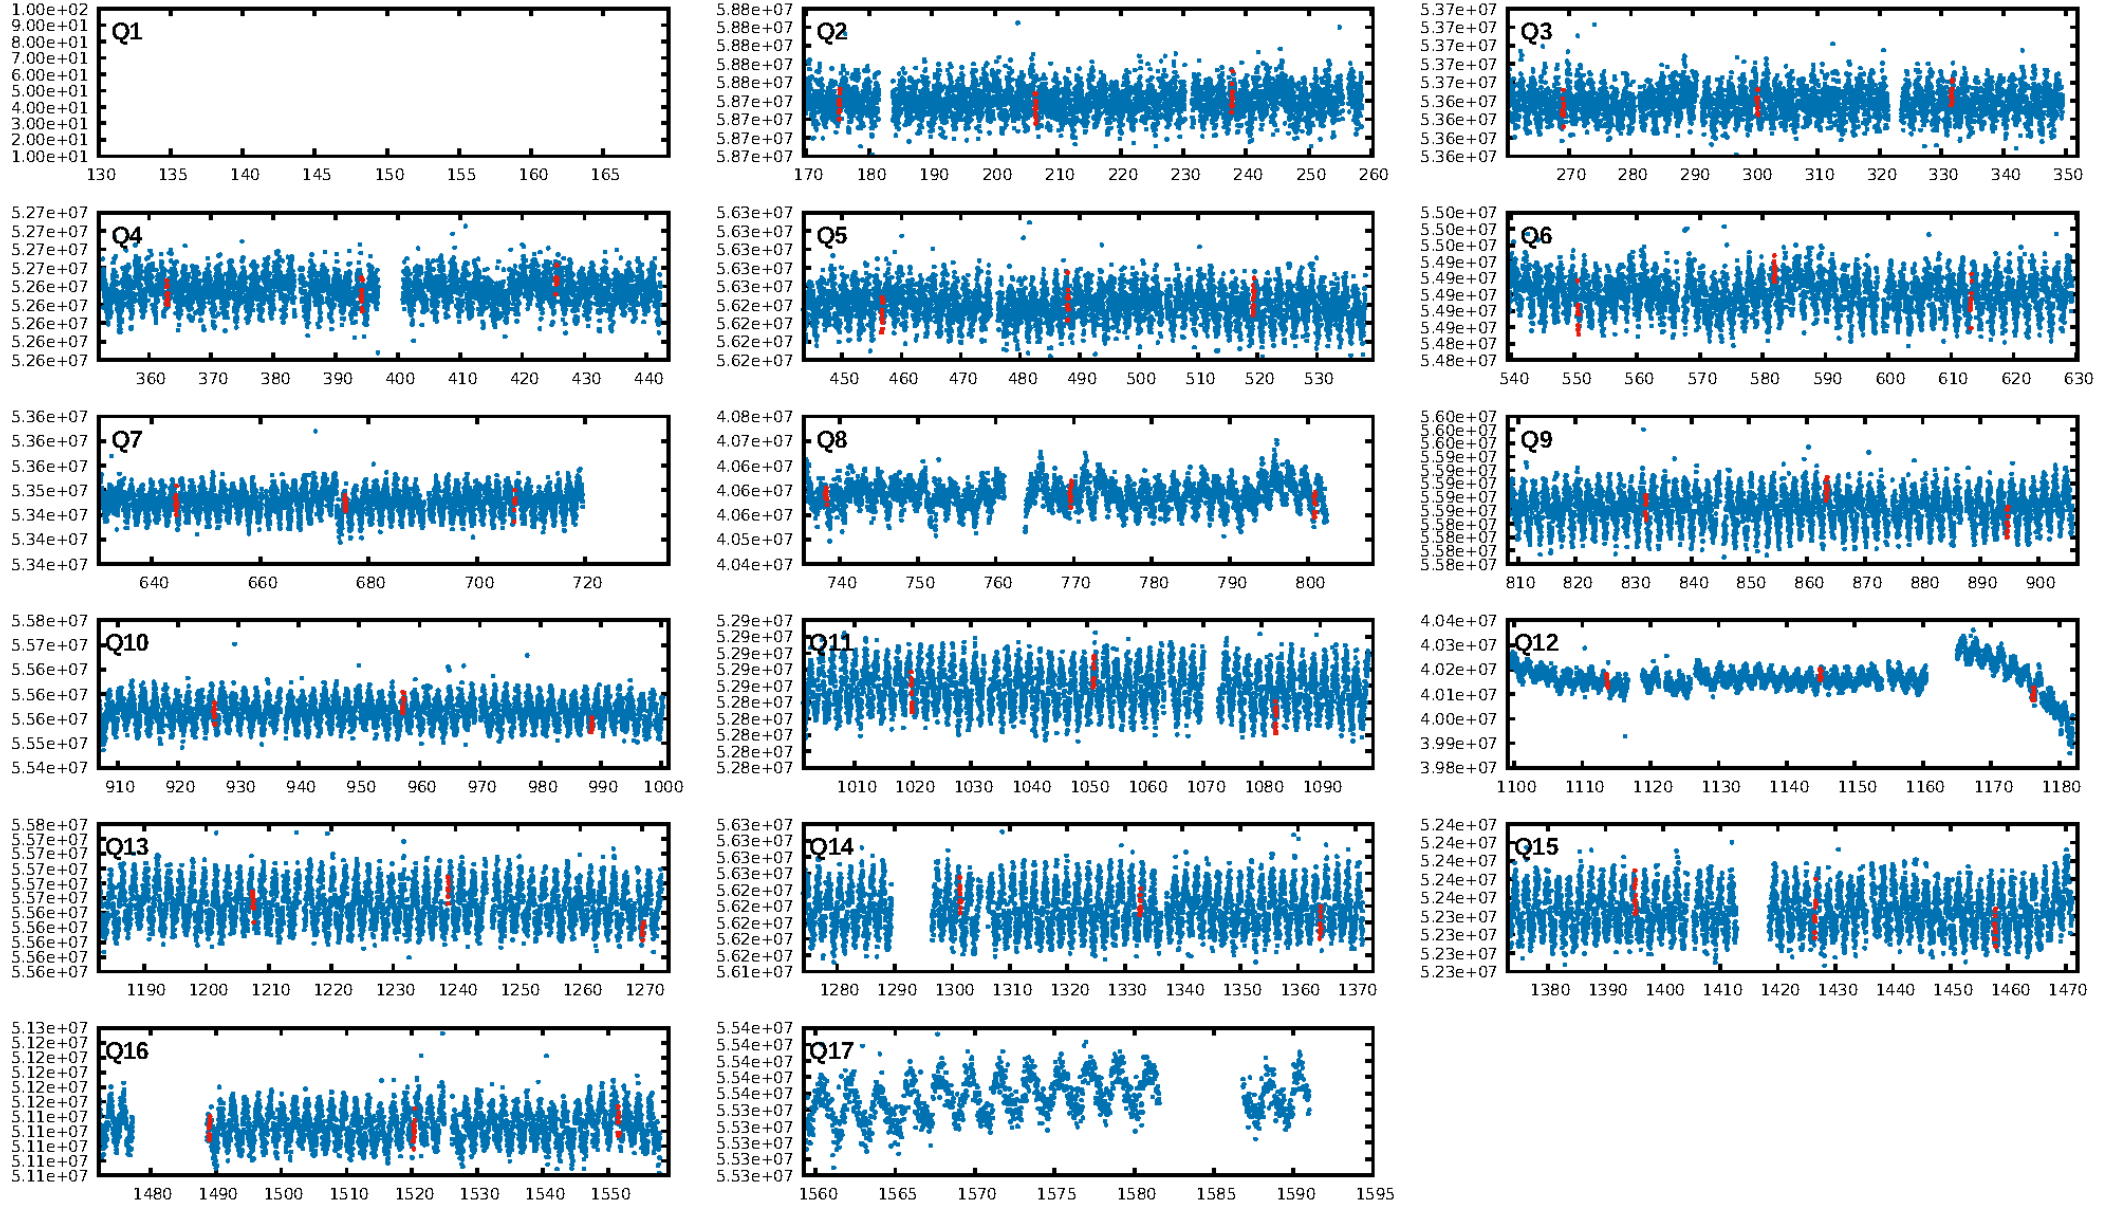 1.00e+02
9.00e+01
8.00e+01
7.00e+01
6.00e+01
5.00e+01
4.00e+01
3.00e+01
2.00e+01
1.00e+01
Q1
130 135 140 145 150 155 160 165
5.88e+07
5.88e+07
5.88e+07
5.88e+07
5.88e+07
5.87e+07
5.87e+07
5.87e+07
5.87e+07
Q2
170 180 190 200 210 220 230 240 250 260
5.37e+07
5.37e+07
5.37e+07
5.37e+07
5.37e+07
5.36e+07
5.36e+07
5.36e+07
5.36e+07
Q3
270 280 290 300 310 320 330 340 350
5.27e+07
5.27e+07
5.27e+07
5.27e+07
5.26e+07
5.26e+07
5.26e+07
5.26e+07
5.26e+07
Q4
360 370 380 390 400 410 420 430 440
5.63e+07
5.63e+07
5.63e+07
5.63e+07
5.63e+07
5.62e+07
5.62e+07
5.62e+07
5.62e+07
Q5
450 460 470 480 490 500 510 520 530
5.50e+07
5.50e+07
5.50e+07
5.49e+07
5.49e+07
5.49e+07
5.49e+07
5.49e+07
5.48e+07
5.48e+07
Q6
540 550 560 570 580 590 600 610 620 630
5.36e+07
5.36e+07
5.36e+07
5.35e+07
5.34e+07
5.34e+07
5.34e+07
Q7
640 660 680 700 720
4.08e+07
4.07e+07
4.06e+07
4.06e+07
4.06e+07
4.05e+07
4.04e+07
Q8
740 750 760 770 780 790 800
5.60e+07
5.60e+07
5.60e+07
5.59e+07
5.59e+07
5.59e+07
5.59e+07
5.59e+07
5.58e+07
5.58e+07
5.58e+07
5.58e+07
Q9
810 820 830 840 850 860 870 880 890 900
5.58e+07
5.57e+07
5.56e+07
5.56e+07
5.56e+07
5.55e+07
5.54e+07
Q10
910 920 930 940 950 960 970 980 990 1000
5.29e+07
5.29e+07
5.29e+07
5.29e+07
5.29e+07
5.28e+07
5.28e+07
5.28e+07
5.28e+07
5.28e+07
Q11
1010 1020 1030 1040 1050 1060 1070 1080 1090
4.04e+07
4.03e+07
4.02e+07
4.01e+07
4.00e+07
3.99e+07
3.98e+07
Q12
1100 1110 1120 1130 1140 1150 1160 1170 1180
5.58e+07
5.57e+07
5.57e+07
5.57e+07
5.57e+07
5.57e+07
5.56e+07
5.56e+07
5.56e+07
5.56e+07
5.56e+07
Q13
1190 1200 1210 1220 1230 1240 1250 1260 1270
5.63e+07
5.63e+07
5.63e+07
5.62e+07
5.62e+07
5.62e+07
5.62e+07
5.62e+07
5.62e+07
5.61e+07
Q14
1280 1290 1300 1310 1320 1330 1340 1350 1360 1370
5.24e+07
5.24e+07
5.24e+07
5.24e+07
5.24e+07
5.23e+07
5.23e+07
5.23e+07
5.23e+07
Q15
1380 1390 1400 1410 1420 1430 1440 1450 1460 1470
5.13e+07
5.12e+07
5.12e+07
5.12e+07
5.12e+07
5.12e+07
5.11e+07
5.11e+07
5.11e+07
5.11e+07
5.11e+07
Q16
1480 1490 1500 1510 1520 1530 1540 1550
5.54e+07
5.54e+07
5.54e+07
5.54e+07
5.54e+07
5.53e+07
5.53e+07
5.53e+07
5.53e+07
5.53e+07
Q17
1560 1565 1570 1575 1580 1585 1590 1595